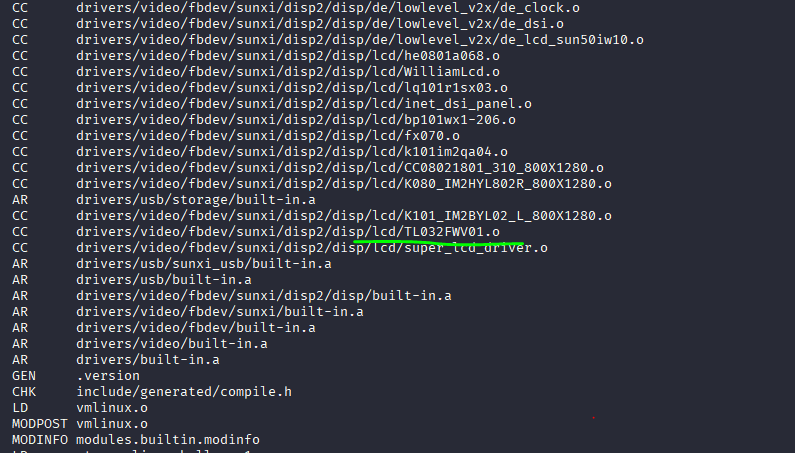 CC drivers/video/fbdev/sunxi/disp2/disp/de/lowlevel_v2x/de_clock.o
CC drivers/video/fbdev/sunxi/disp2/disp/de/lowlevel_v2x/de_dsi.o
CC drivers/video/fbdev/sunxi/disp2/disp/de/lowlevel_v2x/de_lcd_sun50iw10.o
CC drivers/video/fbdev/sunxi/disp2/disp/lcd/he0801a068.o
CC drivers/video/fbdev/sunxi/disp2/disp/lcd/WilliamLcd.o
CC drivers/video/fbdev/sunxi/disp2/disp/lcd/lq101r1sx03.o
CC drivers/video/fbdev/sunxi/disp2/disp/lcd/inet_dsi_panel.o
CC drivers/video/fbdev/sunxi/disp2/disp/lcd/bp101wx1-206.o
CC drivers/video/fbdev/sunxi/disp2/disp/lcd/fx070.o
CC drivers/video/fbdev/sunxi/disp2/disp/lcd/k101im2qa04.o
CC drivers/video/fbdev/sunxi/disp2/disp/lcd/CC08021801_310_800X1280.o
CC drivers/video/fbdev/sunxi/disp2/disp/lcd/K080_IM2HYL802R_800X1280.o
AR drivers/usb/storage/built-in.a
CC drivers/video/fbdev/sunxi/disp2/disp/lcd/K101_IM2BYL02_L_800X1280.o
CC drivers/video/fbdev/sunxi/disp2/disp/lcd/TL032FWV01.o
CC drivers/video/fbdev/sunxi/disp2/disp/lcd/super_lcd_driver.o
AR drivers/usb/sunxi_usb/built-in.a
AR drivers/usb/built-in.a
AR drivers/video/fbdev/sunxi/disp2/disp/built-in.a
AR drivers/video/fbdev/sunxi/built-in.a
AR drivers/video/fbdev/built-in.a
AR drivers/video/built-in.a
AR drivers/built-in.a
GEN .version
CHK include/generated/compile.h
LD vmlinux.o
MODPOST vmlinux.o
MODINFO modules.builtin.modinfo